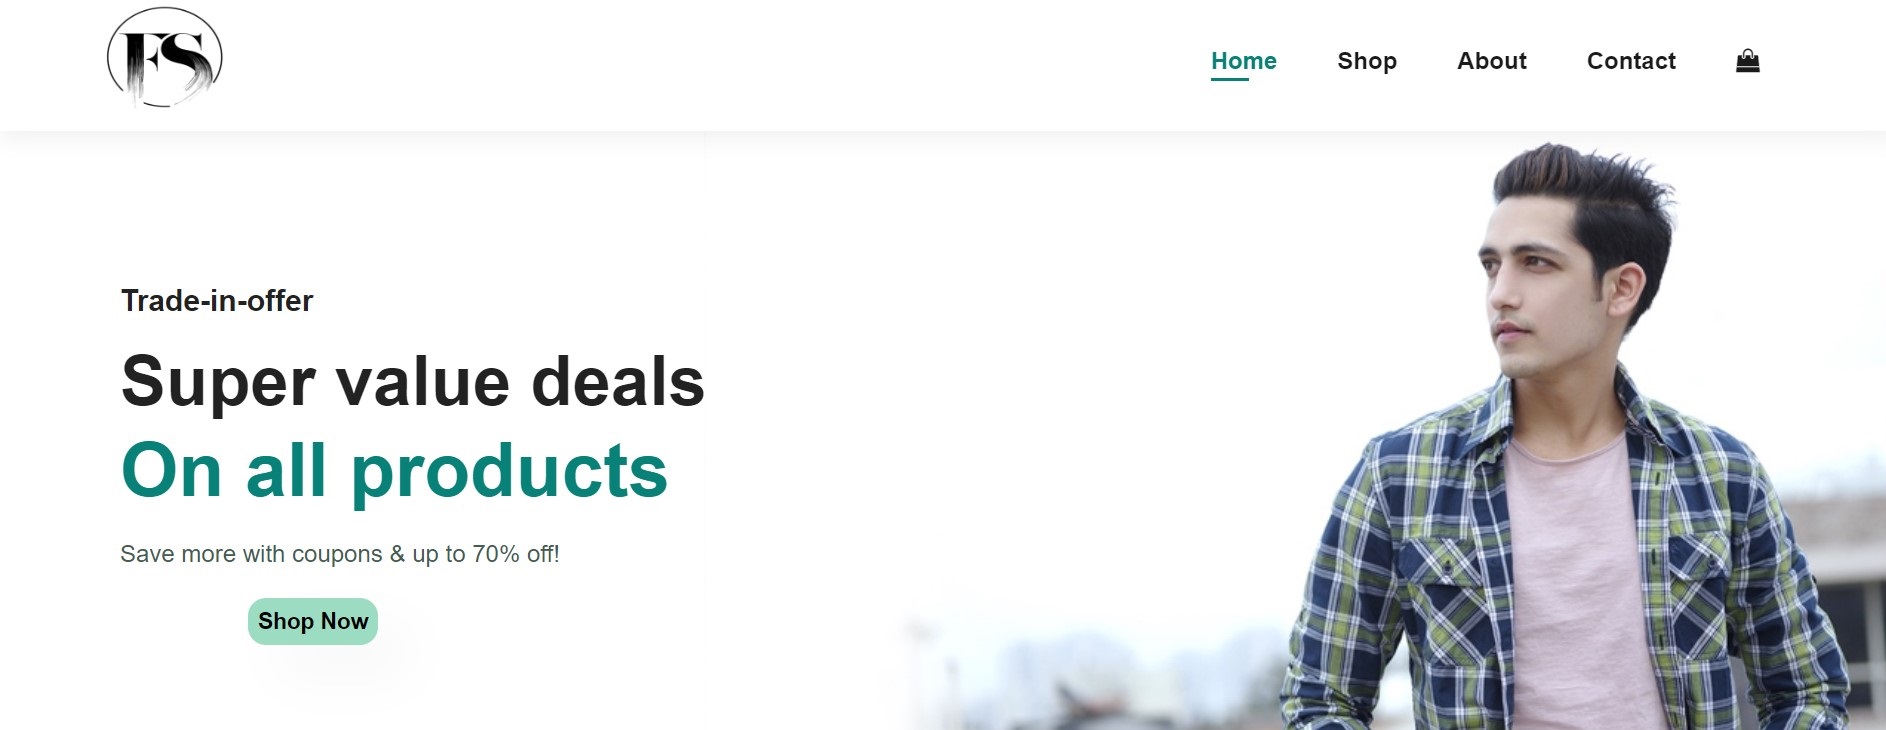 FS
Home Shop About Contact
Trade-in-offer
Super value deals
On all products
Save more with coupons & up to 70% off!
Shop Now